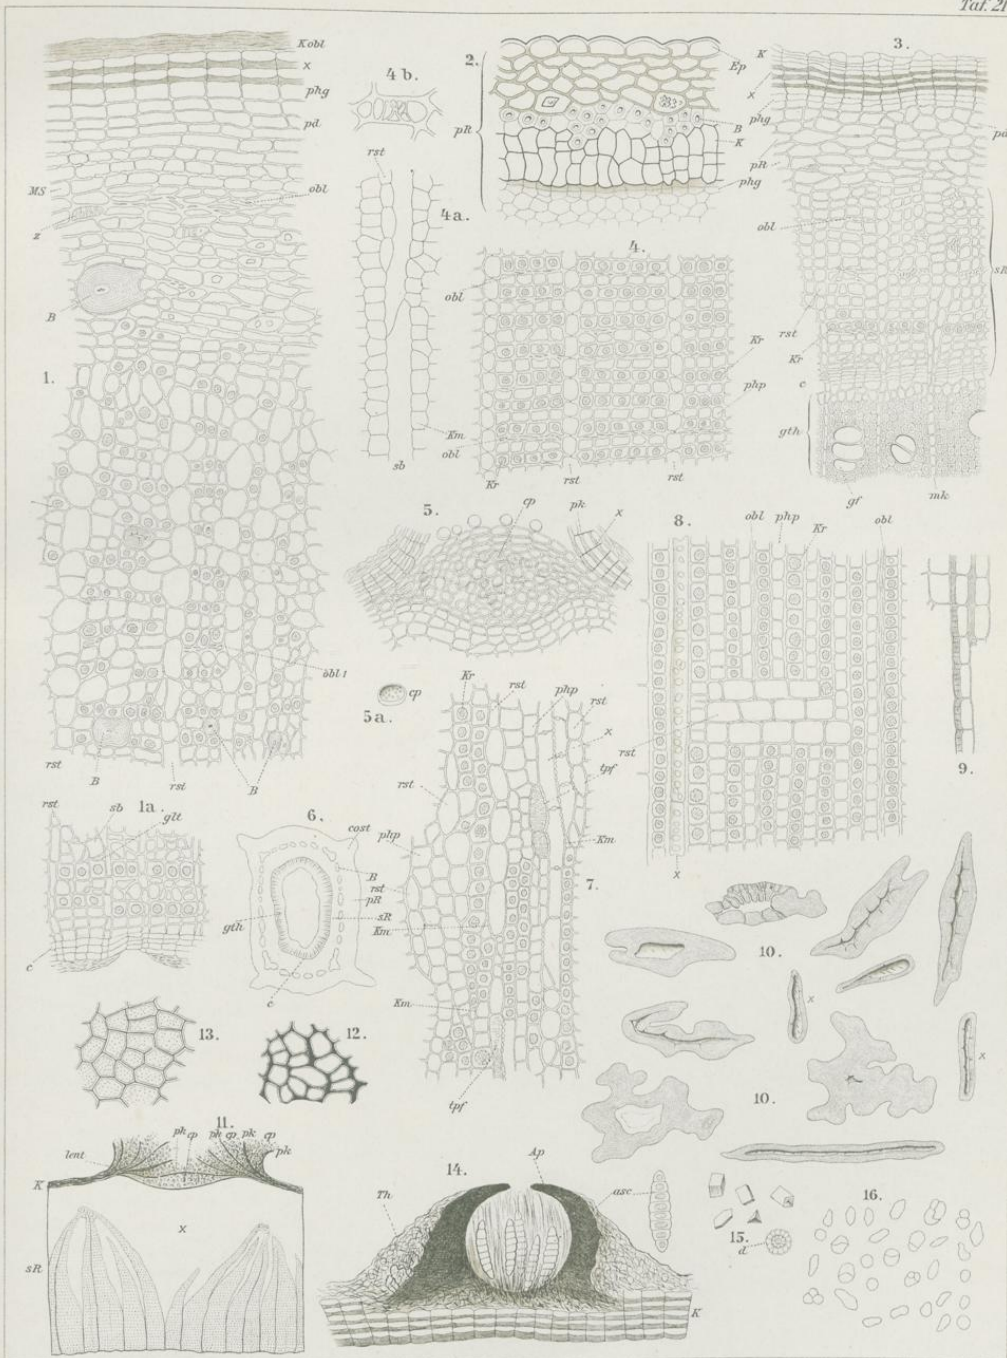 Taf. 21
Kobl
x
phg
pd
MS
obl
z
B
1.
obl 1
rst
B
rst
B
4 b.
rst
4a.
Km
sb
2.
K
Ep
pR
phg
B
K
phg
3.
x
phg
pd
pR
obl
sR
rst
Kr
c
gth
gf
mk
4.
obl
Kr
php
obl
Kr
rst
rst
5.
cp
pk
x
5a.
cp
8.
obl
php
Kr
obl
rst
x
9.
1a.
rst
sb
glt
c
6.
cost
B
pR
sR
gth
c
Kr
rst
php
rst
x
tpf
rst
php
Km
rst
7.
Km
Km
tpf
10.
x
x
10.
13.
12.
11.
pk
cp
pk
cp
pk
cp
pk
lent
K
x
sR
14.
Ap
Th
asc
K
15.
d
16.